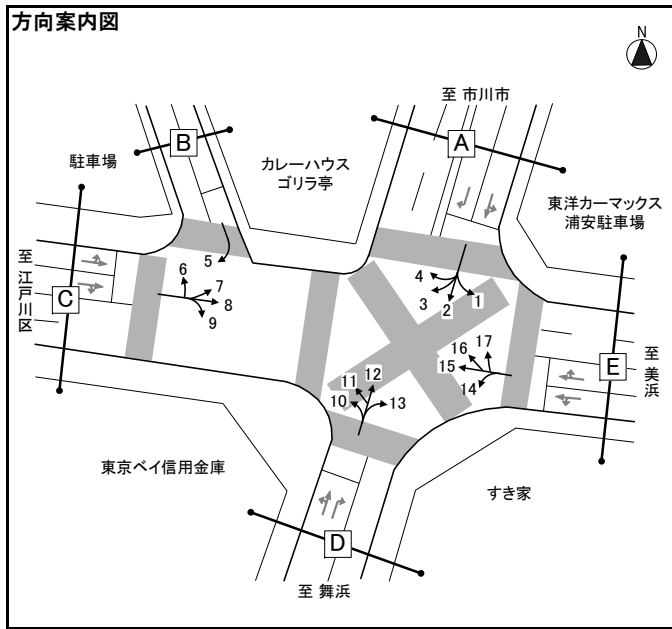 方向案内図
N
至 市川市
B
A
駐車場
カレーハウス
ゴリラ亭
東洋カーマックス
浦安駐車場
5
4
3
2
1
至
江
戸
川
区
C
6
7
8
9
E
至
美
浜
17
16
15
14
12
11
10
13
東京ベイ信用金庫
すき家
D
至 舞浜